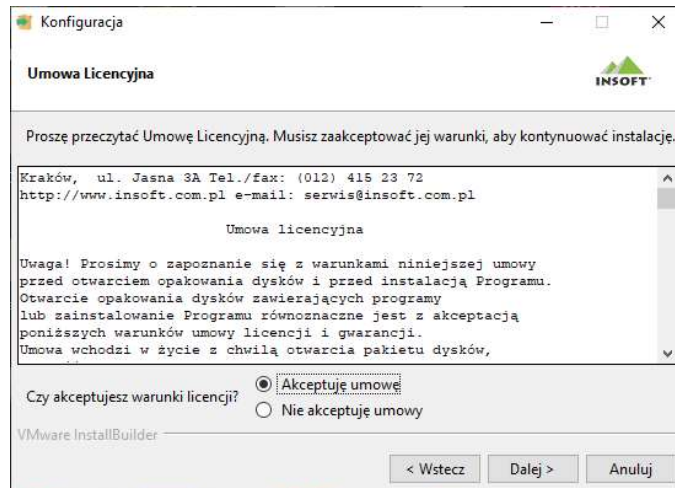 Konfiguracja
Umowa Licencyjna
INSOFT
Proszę przeczytać Umowę Licencyjną. Musisz zaakceptować jej warunki, aby kontynuować instalację.
Kraków, ul. Jasna 3A Tel./fax: (012) 415 23 72
http://www.insoft.com.pl e-mail: serwis@insoft.com.pl
Umowa licencyjna
Uwaga! Prosimy o zapoznanie się z warunkami niniejszej umowy
przed otwarciem opakowania dysków i przed instalacją Programu.
Otwarcie opakowania dysków zawierających programy
lub zainstalowanie Programu równoznaczne jest z akceptacją
poniższych warunków umowy licencji i gwarancji.
Umowa wchodzi w życie z chwilą otwarcia pakietu dysków,
Czy akceptujesz warunki licencji?
Akceptuję umowę
Nie akceptuję umowy
VMware InstallBuilder
< Wstecz
Dalej >
Anuluj